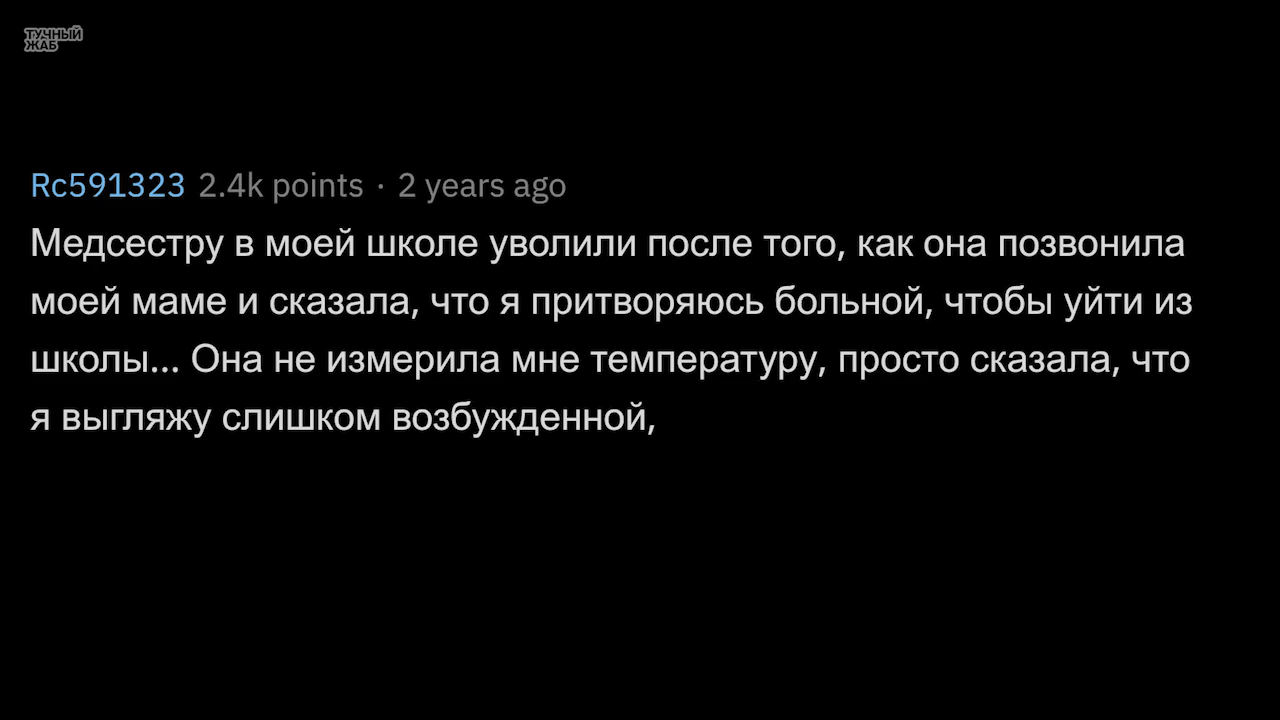 ТУЧНЫЙ
ЖАБ
Rc591323 2.4k points · 2 years ago
Медсестру в моей школе уволили после того, как она позвонила
моей маме и сказала, что я притворяюсь больной, чтобы уйти из
школы... Она не измерила мне температуру, просто сказала, что
я выгляжу слишком возбужденной,